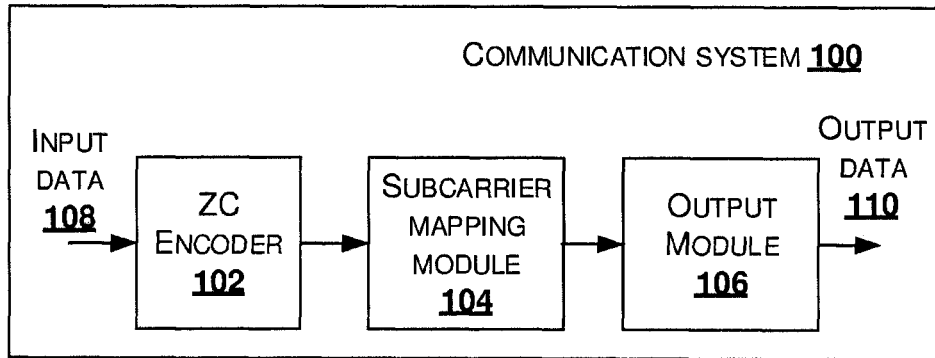 COMMUNICATION SYSTEM 100
INPUT
DATA
108
ZC
ENCODER
102
SUBCARRIER
MAPPING
MODULE
104
OUTPUT
MODULE
106
OUTPUT
DATA
110